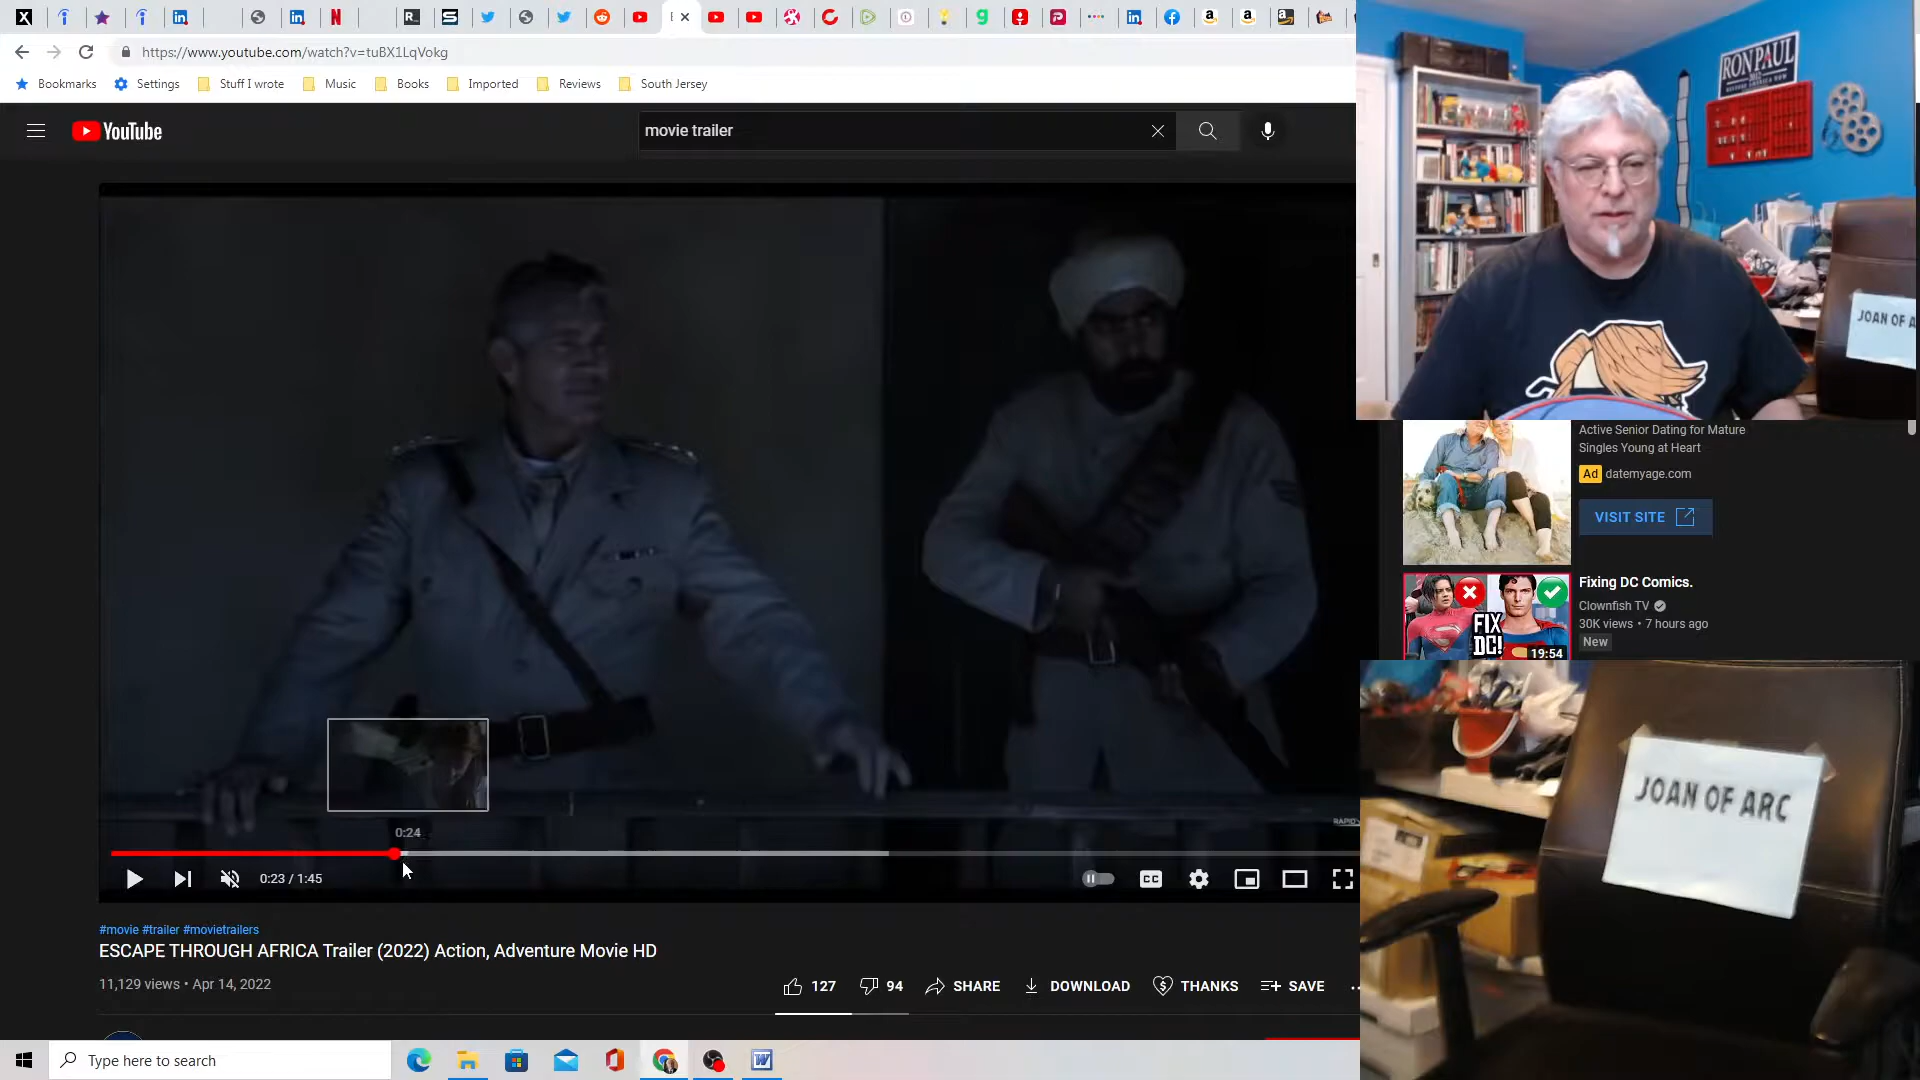 https://www.youtube.com/watch?v=tuBX1LqVokg
Bookmarks
Settings
Stuff I wrote
Music
Books
Imported
Reviews
South Jersey
YouTube
movie trailer
RON PAUL
2012
JOAN OF A
Active Senior Dating for Mature
Singles Young at Heart
Ad datemyage.com
VISIT SITE
FIX
DC!
19:54
Fixing DC Comics.
Clownfish TV
30K views • 7 hours ago
New
JOAN OF ARC
0:24
0:23 / 1:45
CC
#movie #trailer #movietrailers
ESCAPE THROUGH AFRICA Trailer (2022) Action, Adventure Movie HD
11,129 views • Apr 14, 2022
127
94
SHARE
DOWNLOAD
THANKS
SAVE
Type here to search